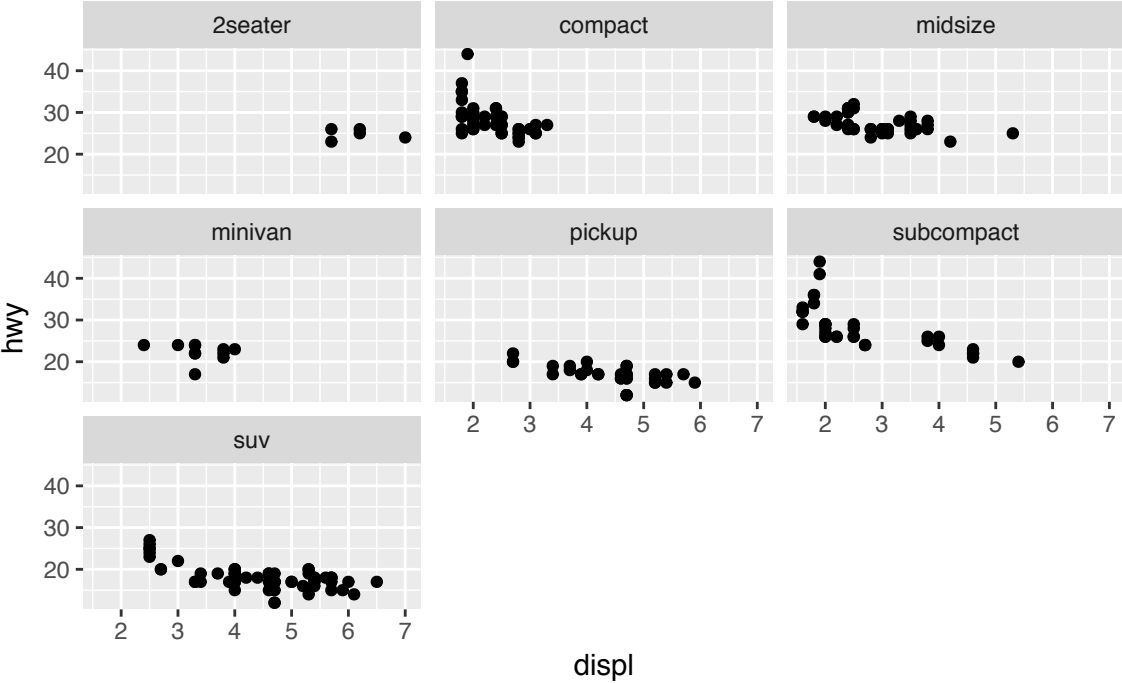 2seater compact midsize
40
30
20
minivan pickup subcompact
40
30
20
2 3 4 5 6 7 2 3 4 5 6 7
suv
40
30
20
2 3 4 5 6 7
hwy
displ